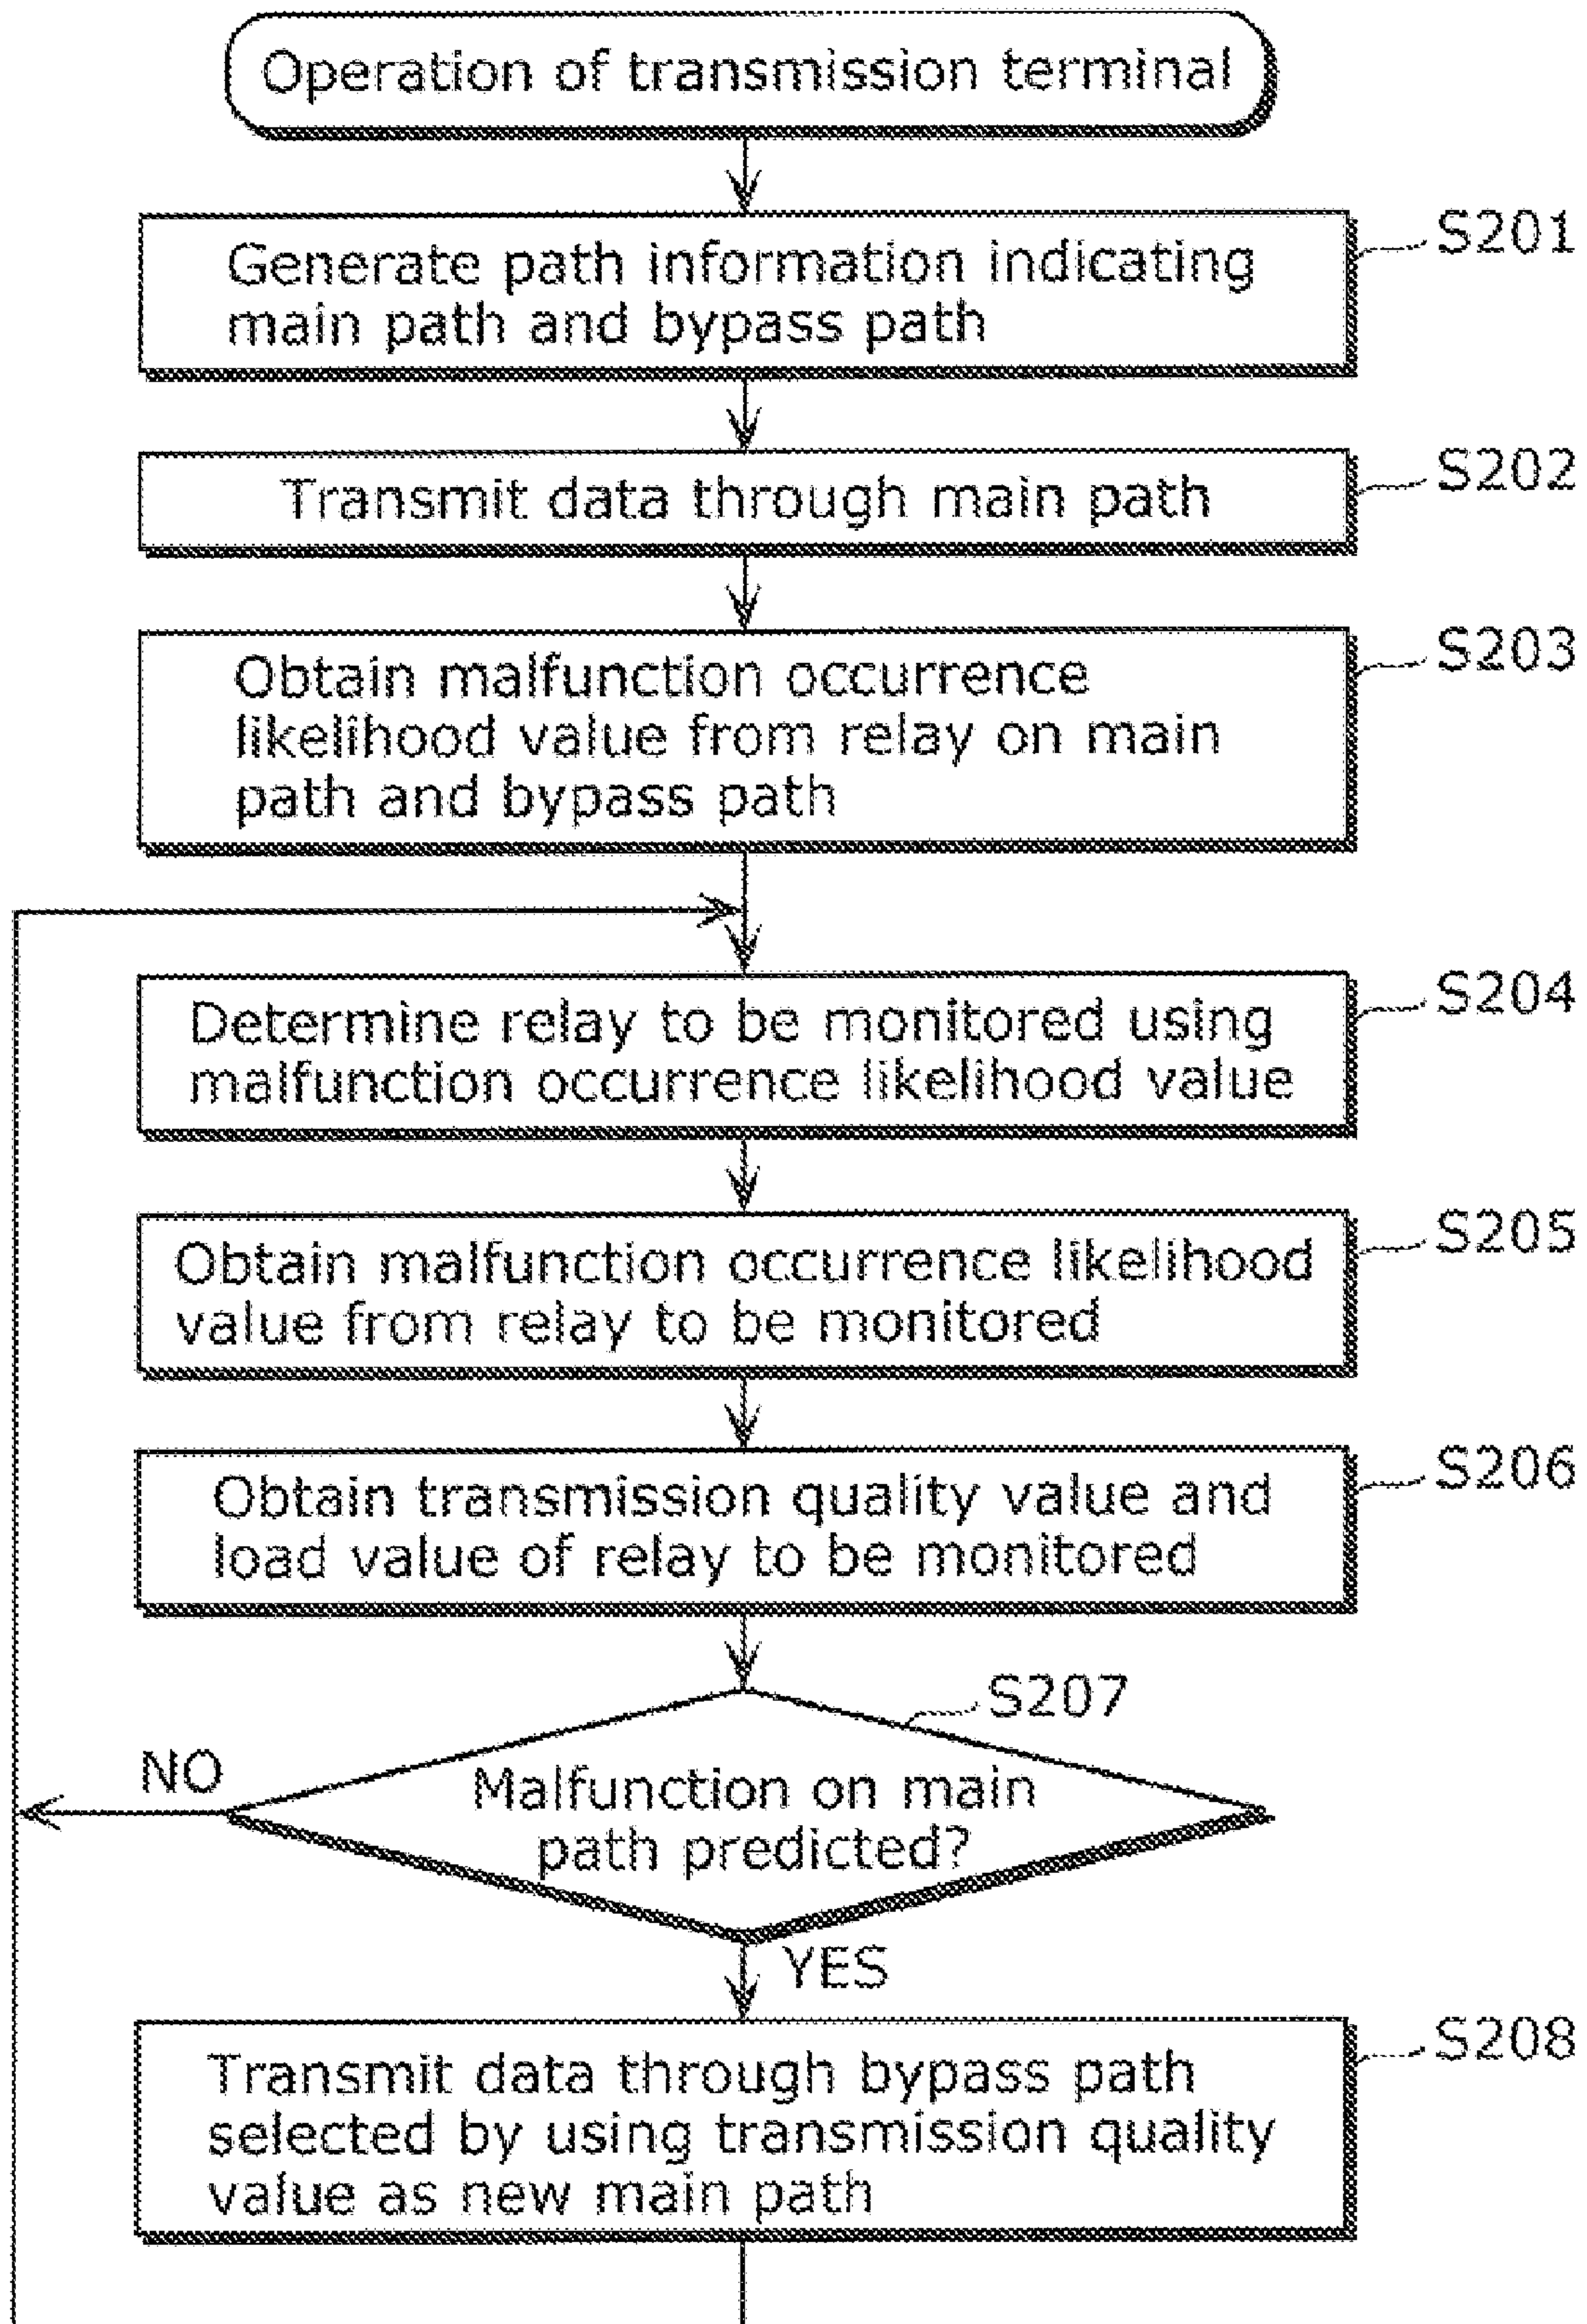 Operation of transmission terminal
S201
Generate path information indicating
main path and bypass path
S202
Transmit data through main path
S203
Obtain malfunction occurrence
likelihood value from relay on main
path and bypass path
S204
Determine relay to be monitored using
malfunction occurrence likelihood value
S205
Obtain malfunction occurrence likelihood
value from relay to be monitored
S206
Obtain transmission quality value and
load value of relay to be monitored
S207
NO
Malfunction on main
path predicted?
YES
S208
Transmit data through bypass path
selected by using transmission quality
value as new main path